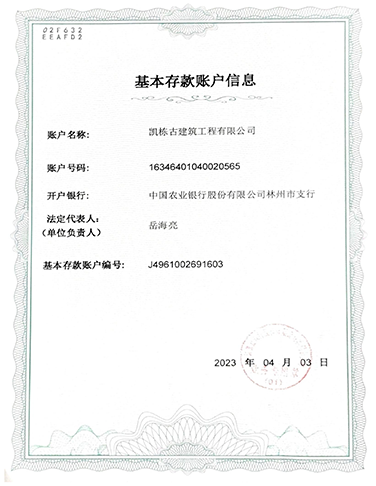 02F632
EEAFD2
基本存款账户信息
账户名称: 凯栋古建筑工程有限公司
账户号码: 16346401040020565
开户银行: 中国农业银行股份有限公司林州市支行
法定代表人: 岳海亮
(单位负责人)
基本存款账户编号: J4961002691603
2023 年 04 月 03 日